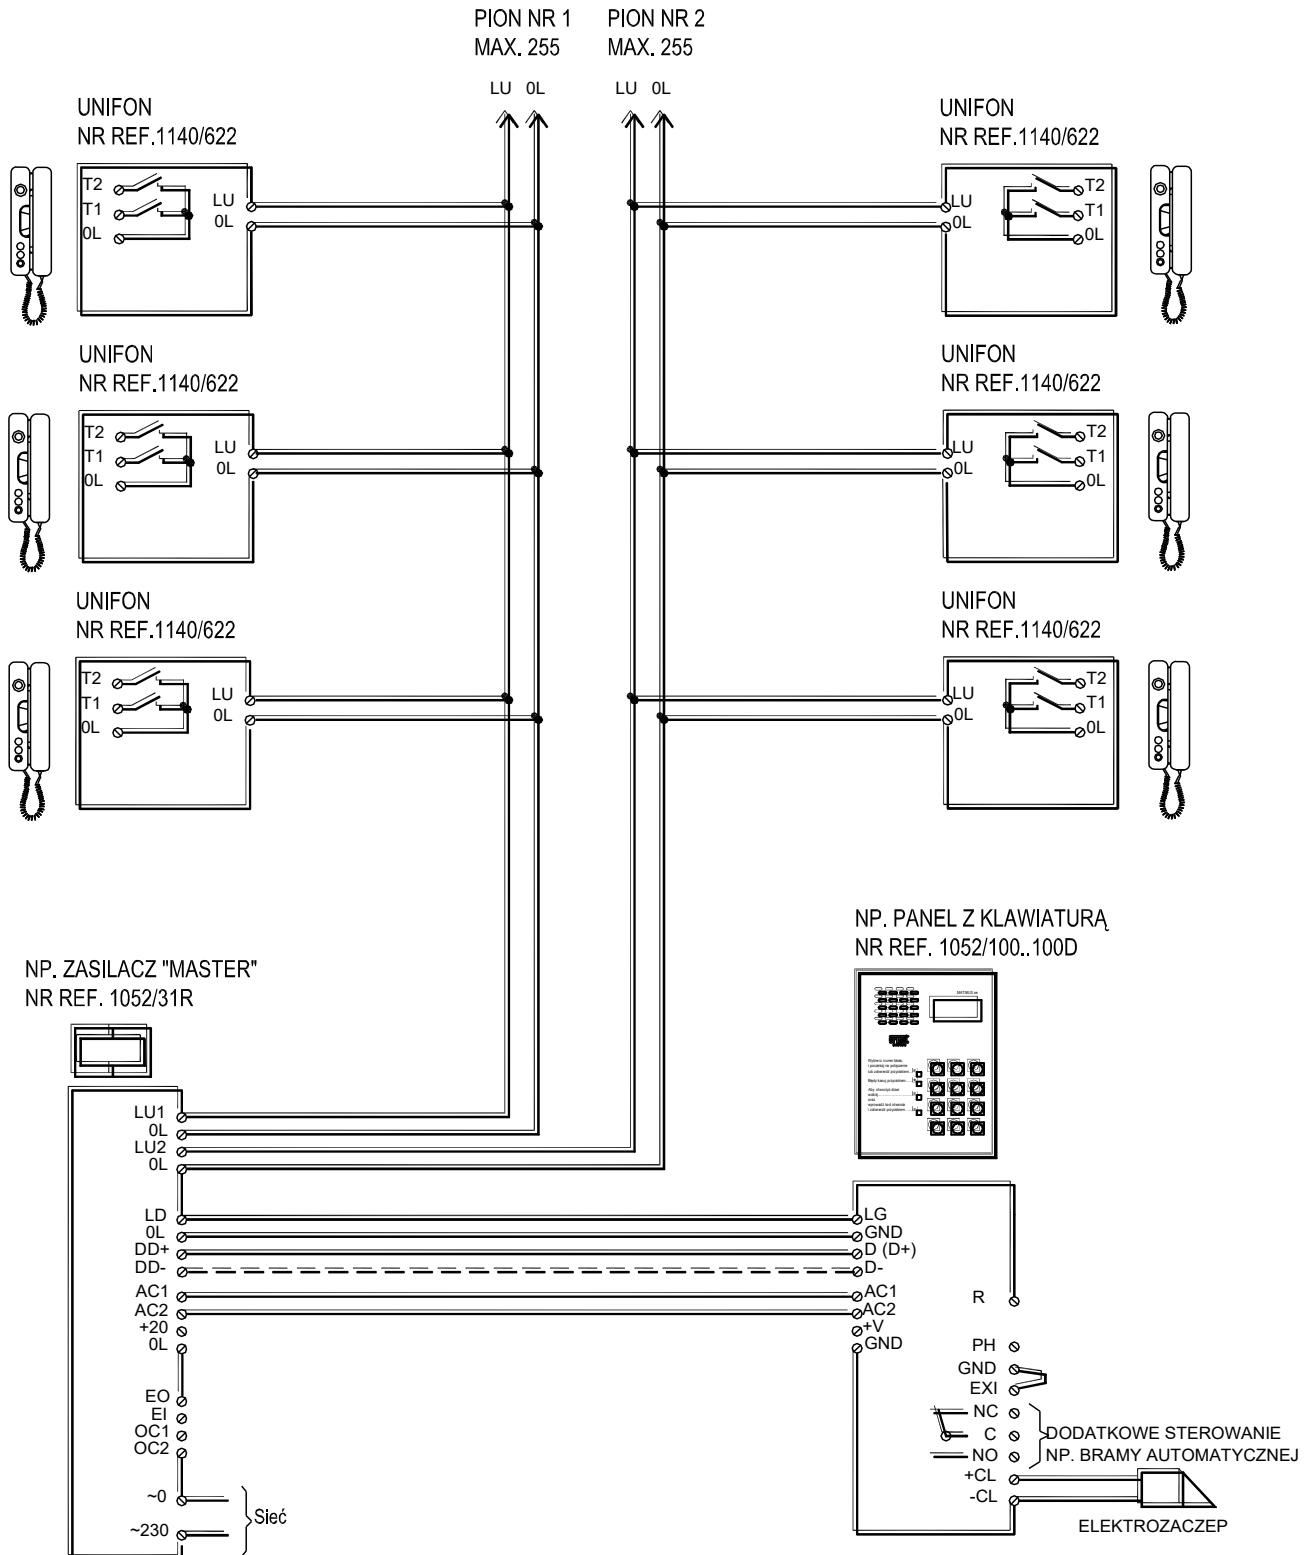 PION NR 1
MAX. 255
PION NR 2
MAX. 255
LU 0L
LU 0L
UNIFON
NR REF.1140/622
T2
T1
0L
LU
0L
UNIFON
NR REF.1140/622
LU
0L
T2
T1
0L
UNIFON
NR REF.1140/622
T2
T1
0L
LU
0L
UNIFON
NR REF.1140/622
LU
0L
T2
T1
0L
UNIFON
NR REF.1140/622
T2
T1
0L
LU
0L
UNIFON
NR REF.1140/622
LU
0L
T2
T1
0L
NP. ZASILACZ "MASTER"
NR REF. 1052/31R
LU1
0L
LU2
0L
LD
0L
DD+
DD-
AC1
AC2
+20
0L
EO
EI
OC1
OC2
~0
~230
Sieć
NP. PANEL Z KLAWIATURĄ
NR REF. 1052/100..100D
LG
GND
D (D+)
D-
AC1
AC2
+V
GND
R
PH
GND
EXI
NC
C
NO
+CL
-CL
DODATKOWE STEROWANIE
NP. BRAMY AUTOMATYCZNEJ
ELEKTROZACZEP